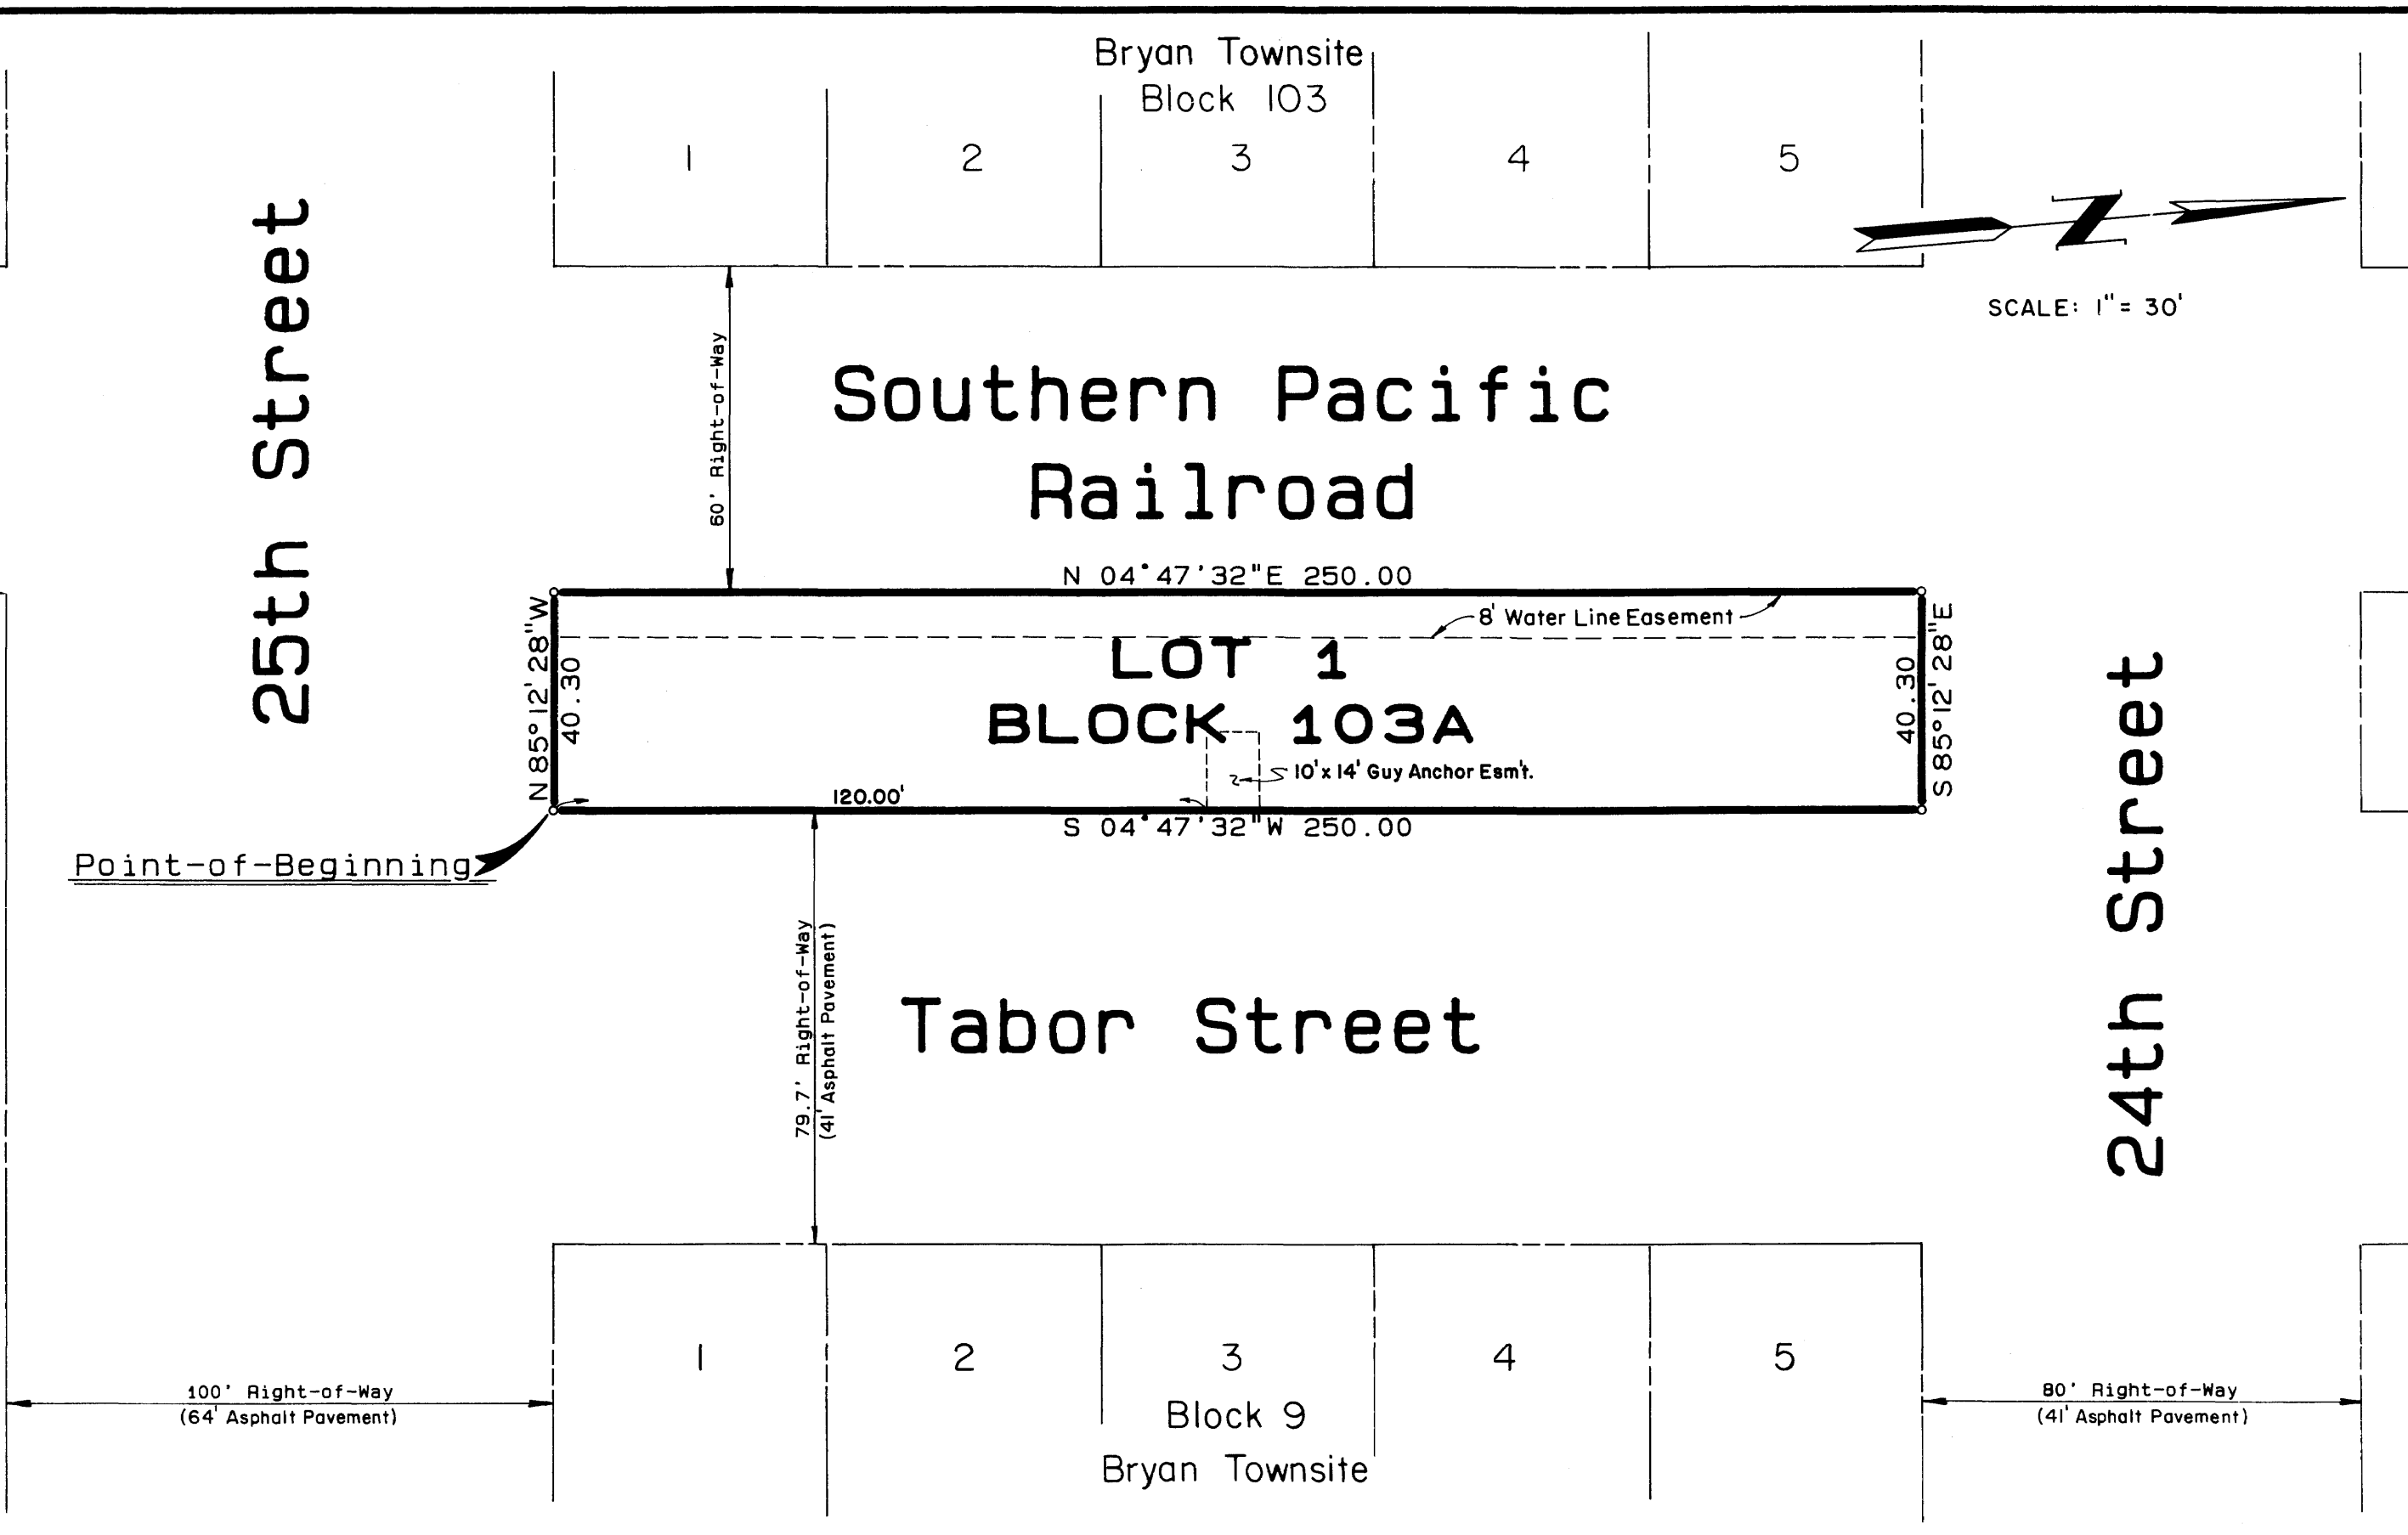 Bryan Townsite
Block 103
1
2
3
4
5
N
SCALE: 1" = 30'
25th Street
60' Right-of-Way
Southern Pacific
Railroad
N 04°47'32"E 250.00
8' Water Line Easement
N 85°12'28"W
40.30
LOT 1
BLOCK 103A
10' x 14' Guy Anchor Esm't.
40.30
S 85°12'28"E
120.00'
S 04°47'32"W 250.00
Point-of-Beginning
79.7' Right-of-Way
(41' Asphalt Pavement)
Tabor Street
24th Street
1
2
3
4
5
100' Right-of-Way
(64' Asphalt Pavement)
Block 9
Bryan Townsite
80' Right-of-Way
(41' Asphalt Pavement)